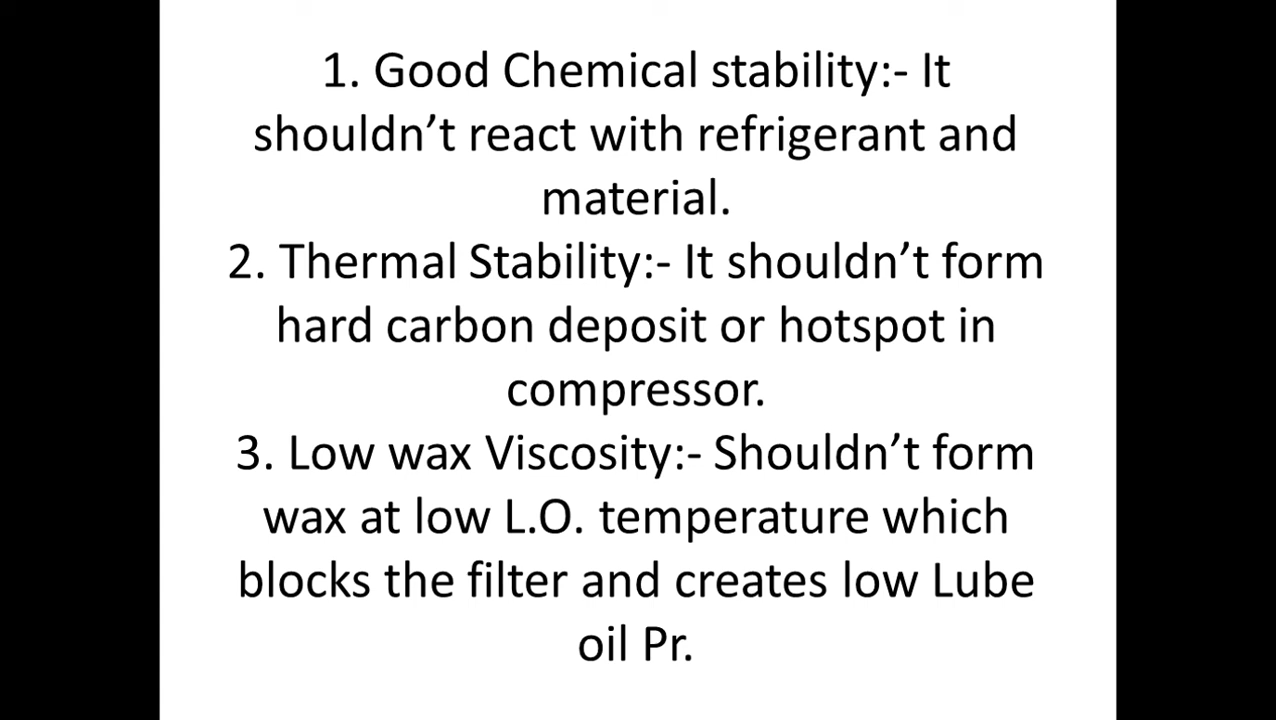 1. Good Chemical stability:- It
shouldn’t react with refrigerant and
material.
2. Thermal Stability:- It shouldn’t form
hard carbon deposit or hotspot in
compressor.
3. Low wax Viscosity:- Shouldn’t form
wax at low L.O. temperature which
blocks the filter and creates low Lube
oil Pr.